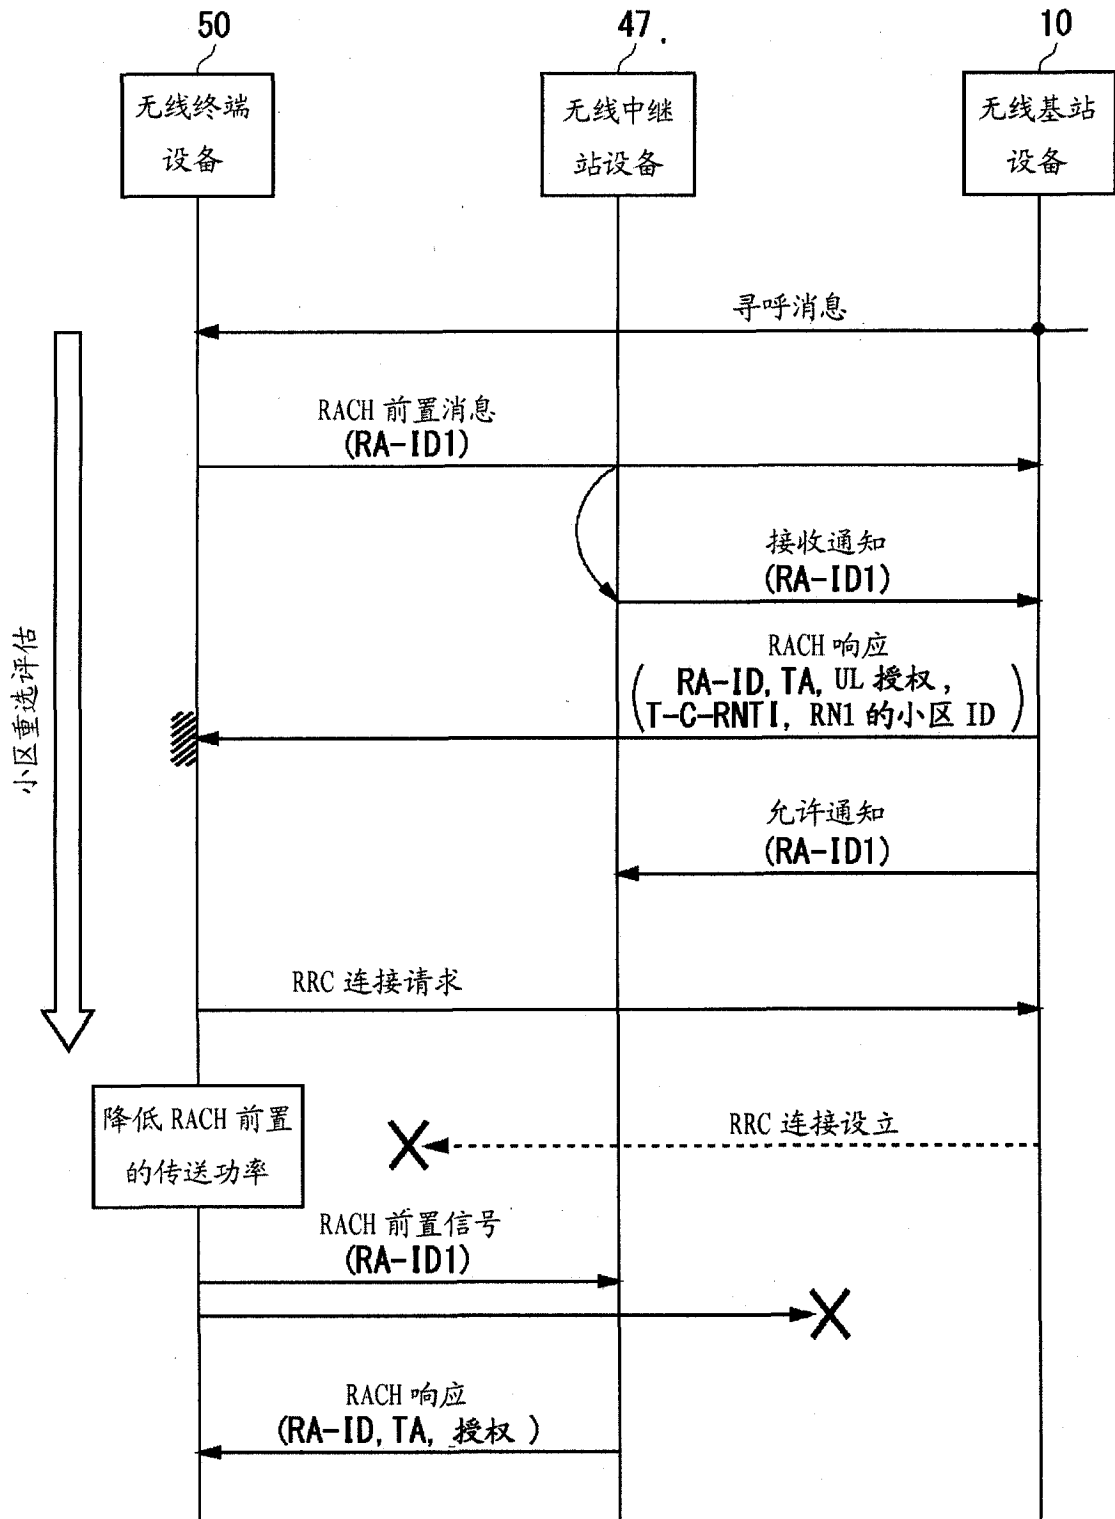 50
47
10
无线终端
设备
无线中继
站设备
无线基站
设备
寻呼消息
RACH 前置消息
(RA-ID1)
接收通知
(RA-ID1)
RACH 响应
(RA-ID, TA, UL 授权,
T-C-RNTI, RN1 的小区 ID)
小区重选评估
允许通知
(RA-ID1)
RRC 连接请求
降低 RACH 前置
的传送功率
RRC 连接设立
RACH 前置信号
(RA-ID1)
RACH 响应
(RA-ID, TA, 授权)